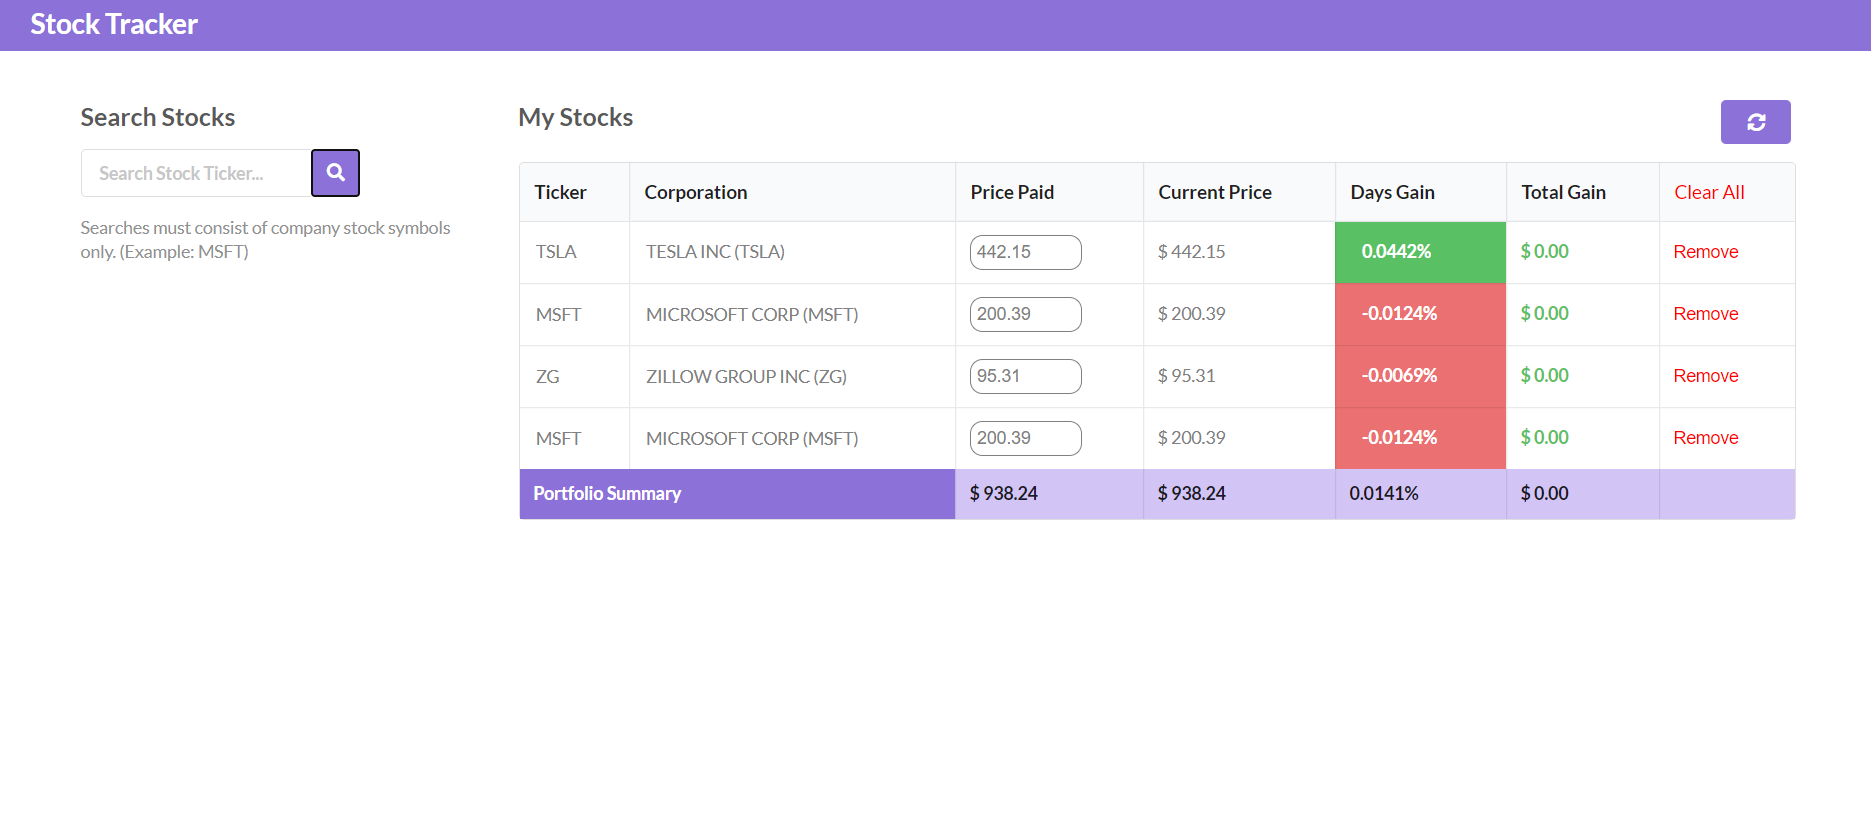 Stock Tracker
Search Stocks
Search Stock Ticker...
Searches must consist of company stock symbols
only. (Example: MSFT)
My Stocks
Ticker Corporation Price Paid Current Price Days Gain Total Gain Clear All
TSLA TESLA INC (TSLA) 442.15 $ 442.15 0.0442% $ 0.00 Remove
MSFT MICROSOFT CORP (MSFT) 200.39 $ 200.39 -0.0124% $ 0.00 Remove
ZG ZILLOW GROUP INC (ZG) 95.31 $ 95.31 -0.0069% $ 0.00 Remove
MSFT MICROSOFT CORP (MSFT) 200.39 $ 200.39 -0.0124% $ 0.00 Remove
Portfolio Summary $ 938.24 $ 938.24 0.0141% $ 0.00